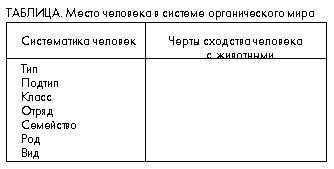 ТАБЛИЦА. Место человека в системе органического мира
Систематика человек
Черты сходства человека
с животными
Тип
Подтип
Класс
Отряд
Семейство
Род
Вид